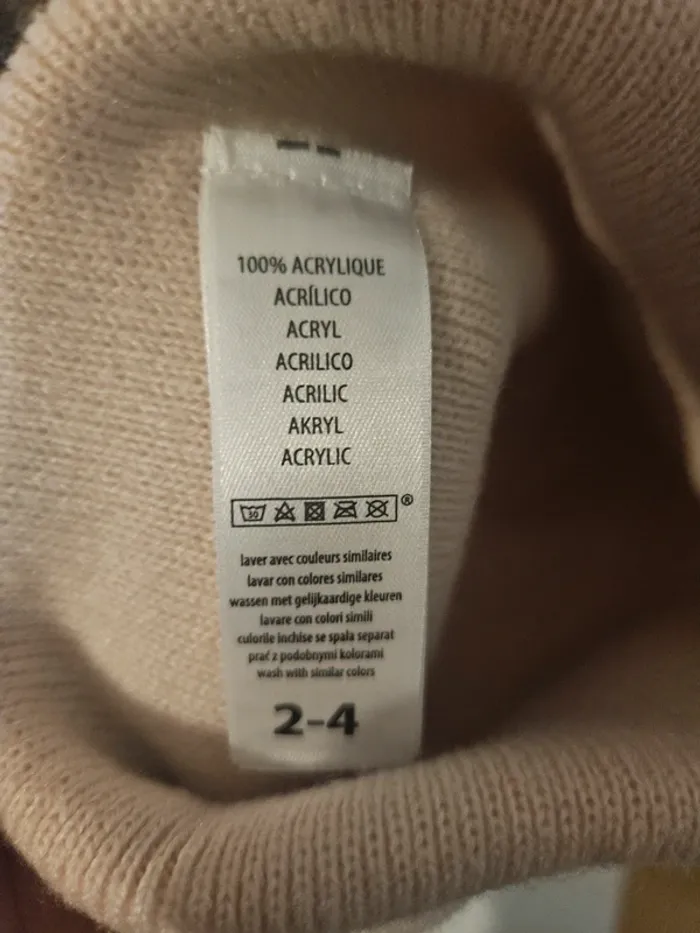 100% ACRYLIQUE
ACRÍLICO
ACRYL
ACRILICO
ACRILIC
AKRYL
ACRYLIC
30
®
laver avec couleurs similaires
lavar con colores similares
wassen met gelijkaardige kleuren
lavare con colori simili
culorile inchise se spala separat
prać z podobnymi kolorami
wash with similar colors
2-4